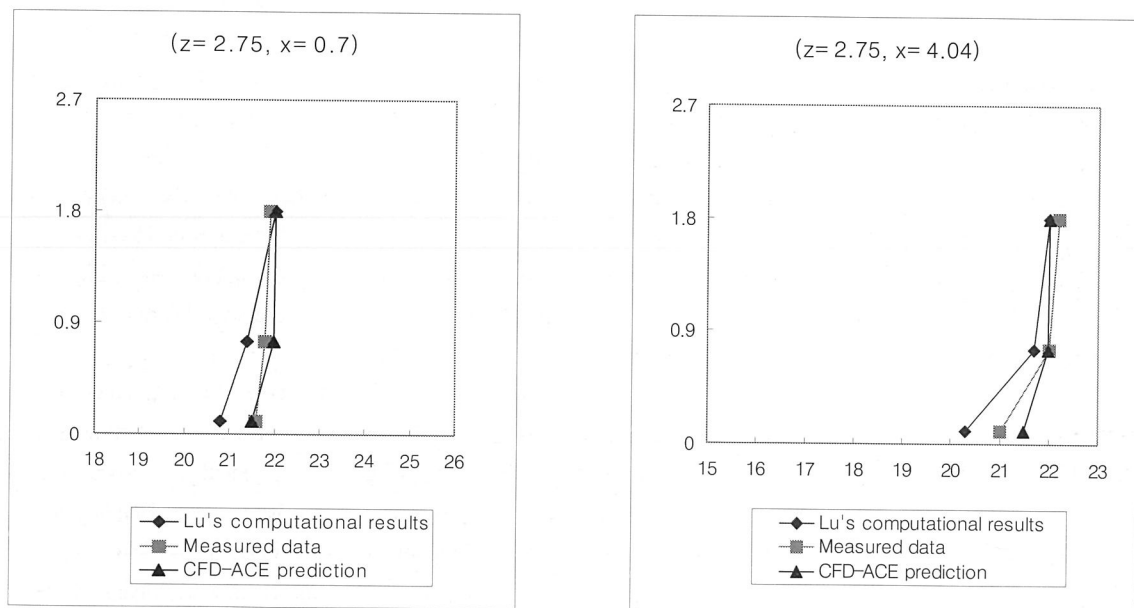 (z= 2.75, x= 0.7)
2.7
1.8
0.9
0
18 19 20 21 22 23 24 25 26
Lu's computational results
Measured data
CFD-ACE prediction
(z= 2.75, x= 4.04)
2.7
1.8
0.9
0
15 16 17 18 19 20 21 22 23
Lu's computational results
Measured data
CFD-ACE prediction